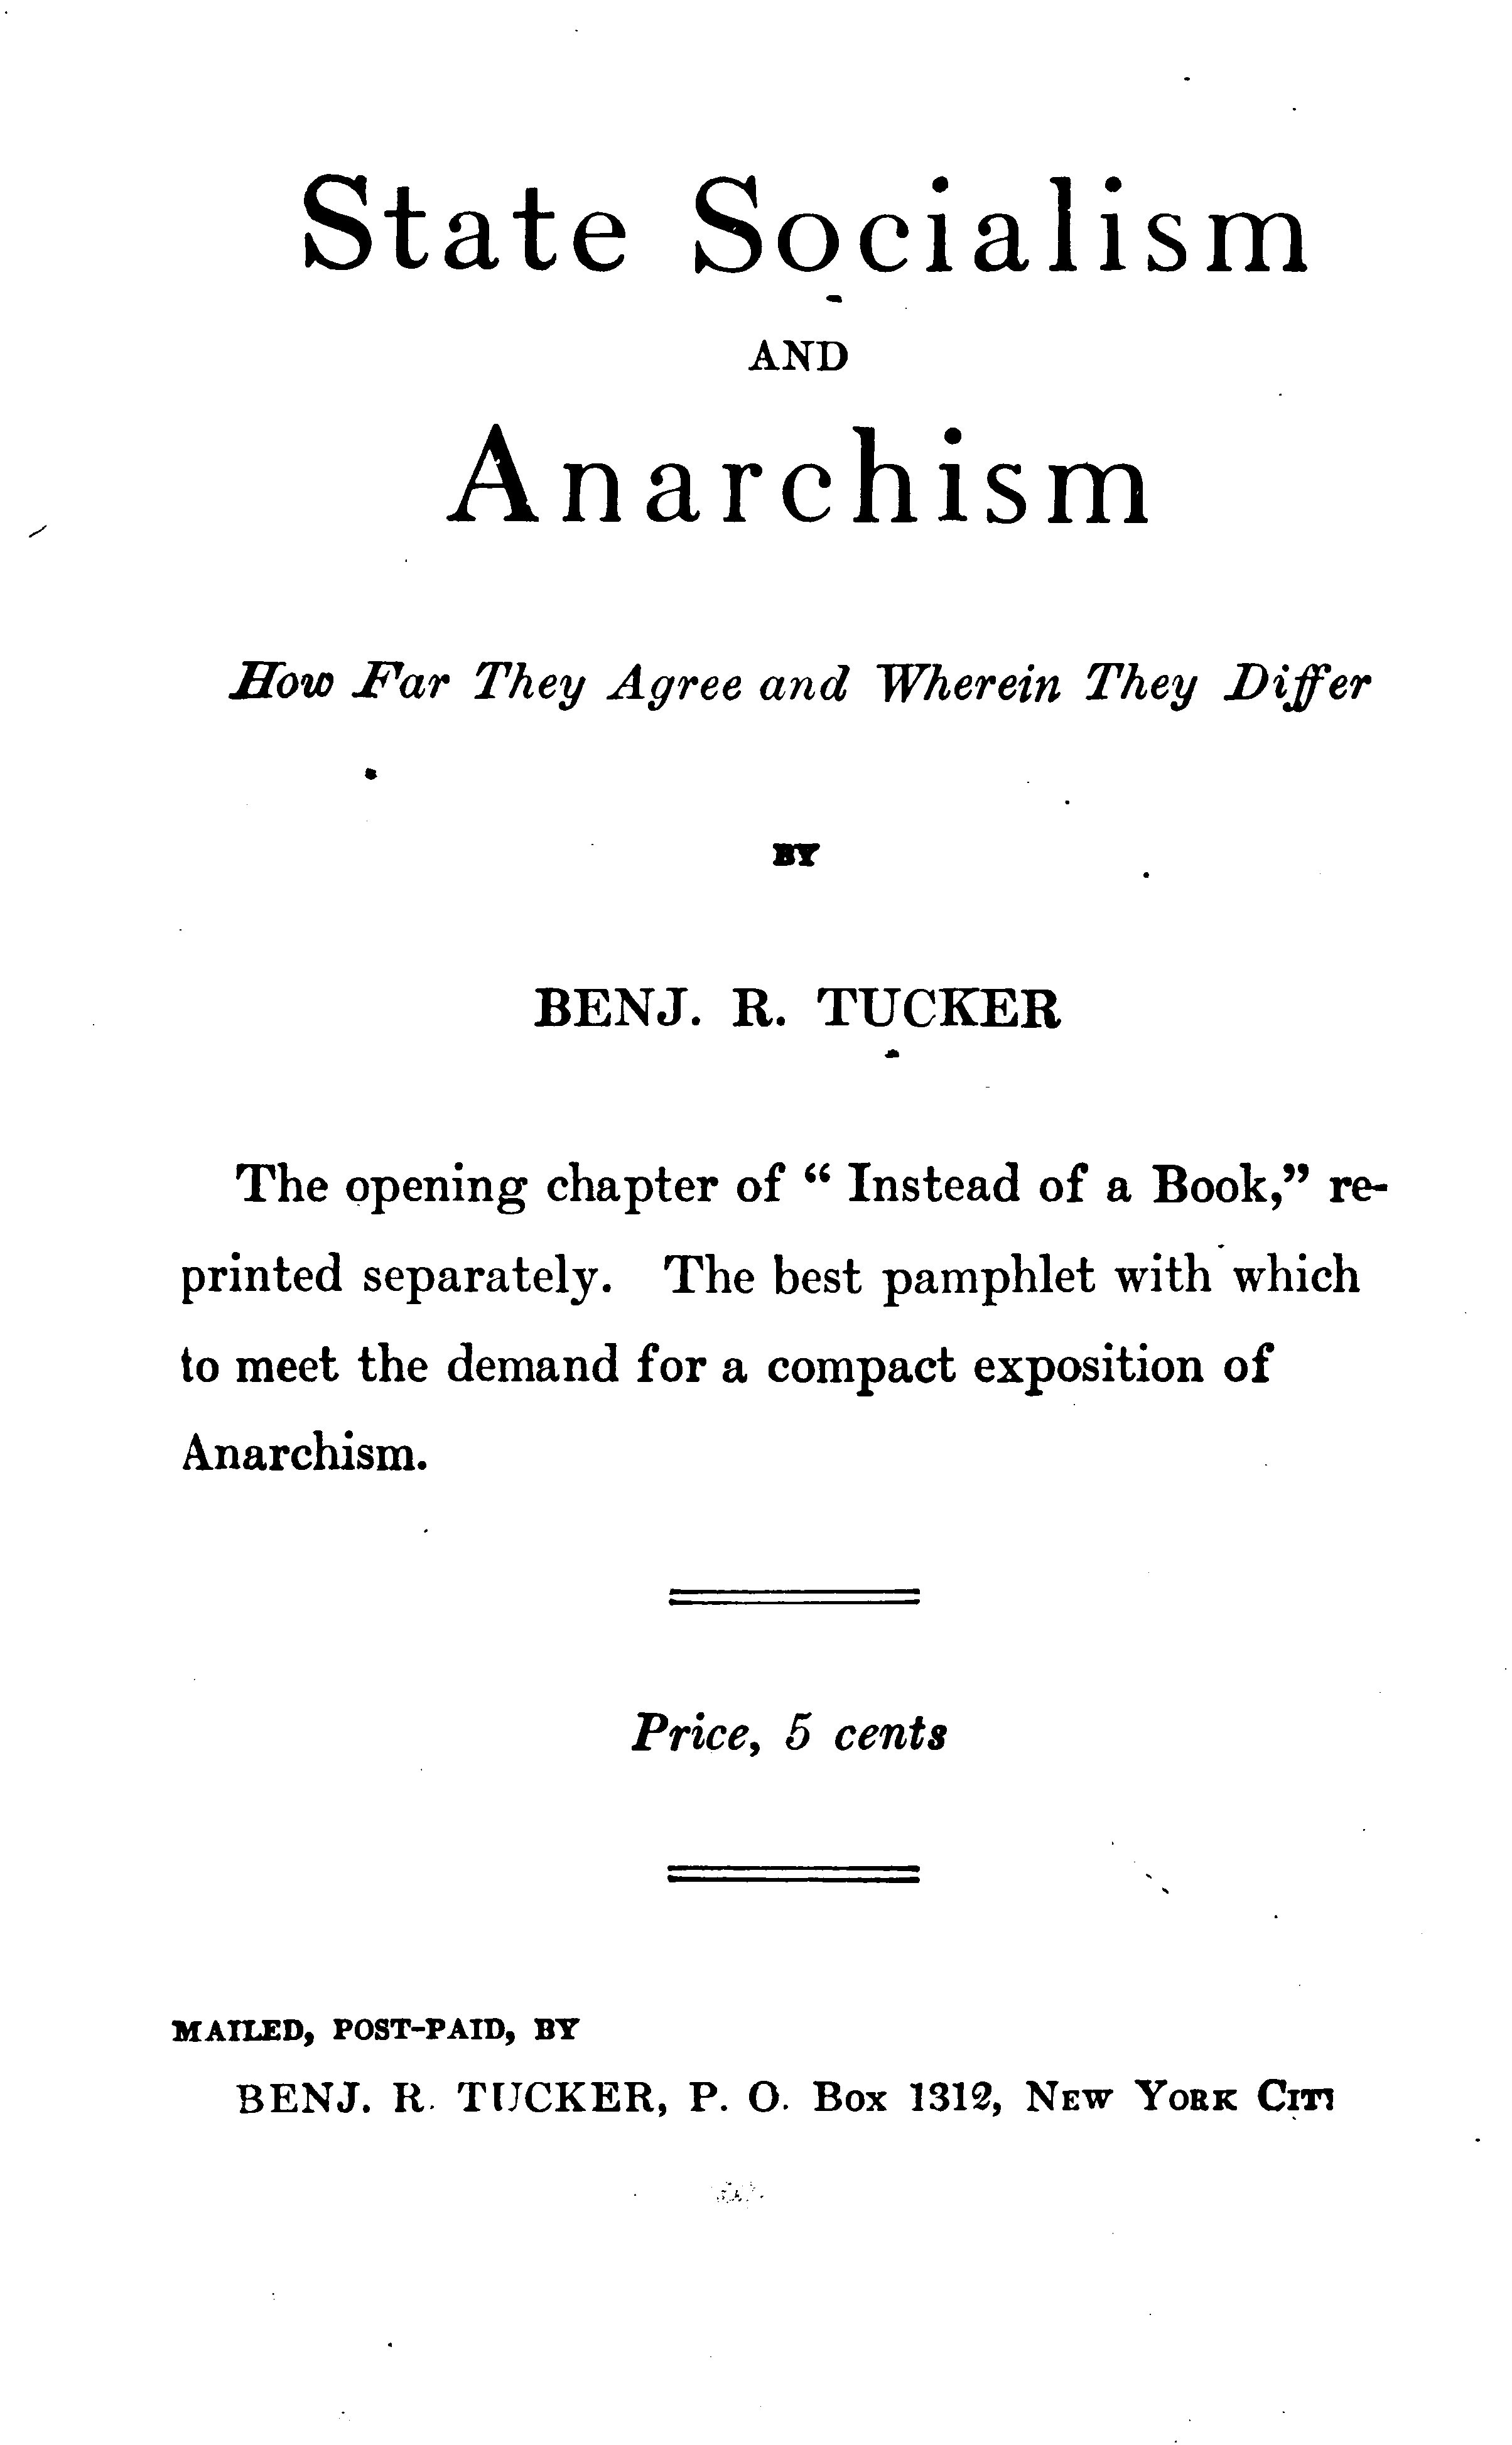 State Socialism
AND
Anarchism
How Far They Agree and Wherein They Differ
BY
BENJ. R. TUCKER
The opening chapter of “ Instead of a Book,” re-
printed separately. The best pamphlet with which
to meet the demand for a compact exposition of
Anarchism.
Price, 5 cents
MAILED, POST-PAID, BY
BENJ. R. TUCKER, P. O. Box 1312, NEW YORK CITY